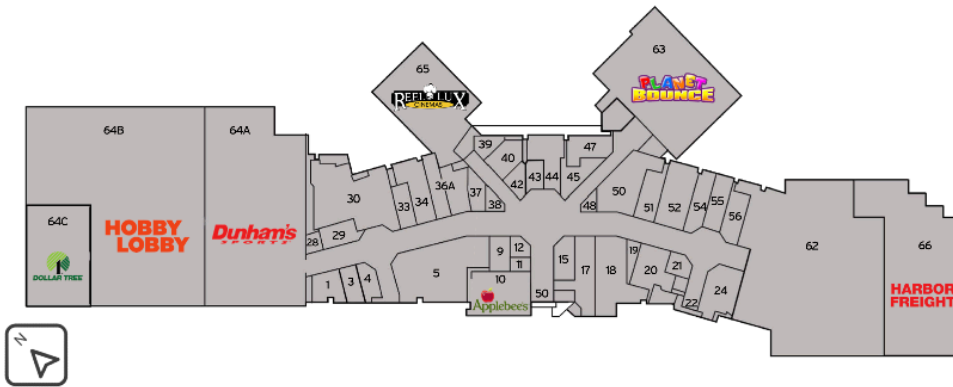 63
65
PLANET
BOUNCE
REEL LUX
CINEMAS
64B
64A
39
40
47
43
44
45
42
36A
37
38
30
33
34
50
48
51
52
54
55
56
64C
HOBBY
LOBBY
Dunham's
SPORTS
28
29
62
66
DOLLAR TREE
1
3
4
5
9
12
11
10
Applebee's
50
15
17
18
19
20
21
22
24
HARBOR
FREIGHT
N